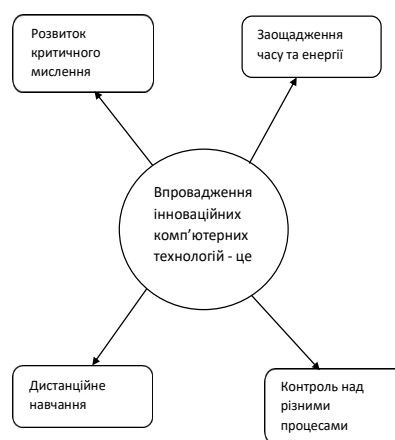 Розвиток
критичного
мислення
Заощадження
часу та енергії
Впровадження
інноваційних
комп’ютерних
технологій - це
Дистанційне
навчання
Контроль над
різними
процесами